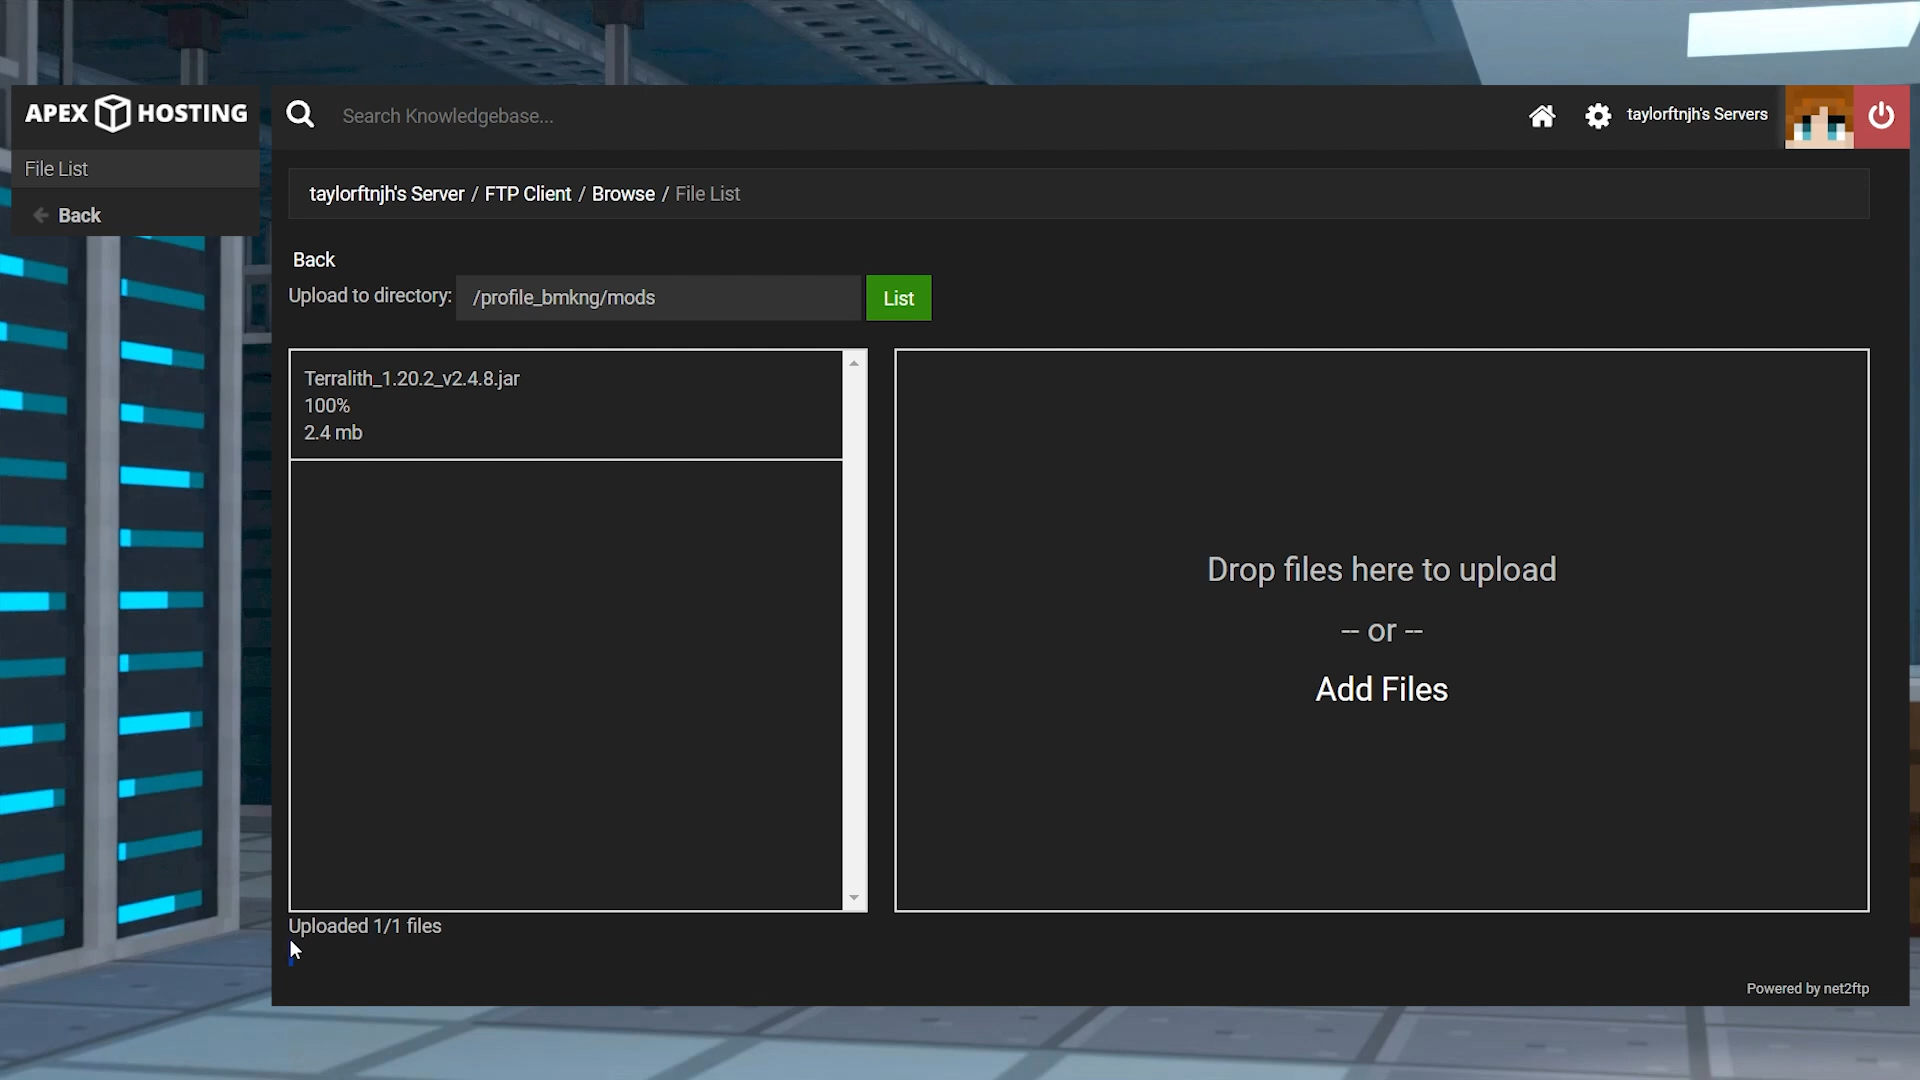 APEX HOSTING
Search Knowledgebase...
taylorftnjh's Servers
File List
Back
taylorftnjh's Server / FTP Client / Browse / File List
Back
Upload to directory: /profile_bmkng/mods List
Terralith_1.20.2_v2.4.8.jar
100%
2.4 mb
Drop files here to upload
-- or --
Add Files
Uploaded 1/1 files
Powered by net2ftp